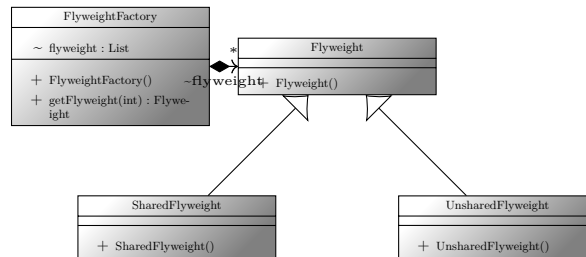 FlyweightFactory
~ flyweight : List
+ FlyweightFactory()
+ getFlyweight(int) : Flywe-
ight
*
~flyweight
Flyweight
+ Flyweight()
SharedFlyweight
+ SharedFlyweight()
UnsharedFlyweight
+ UnsharedFlyweight()